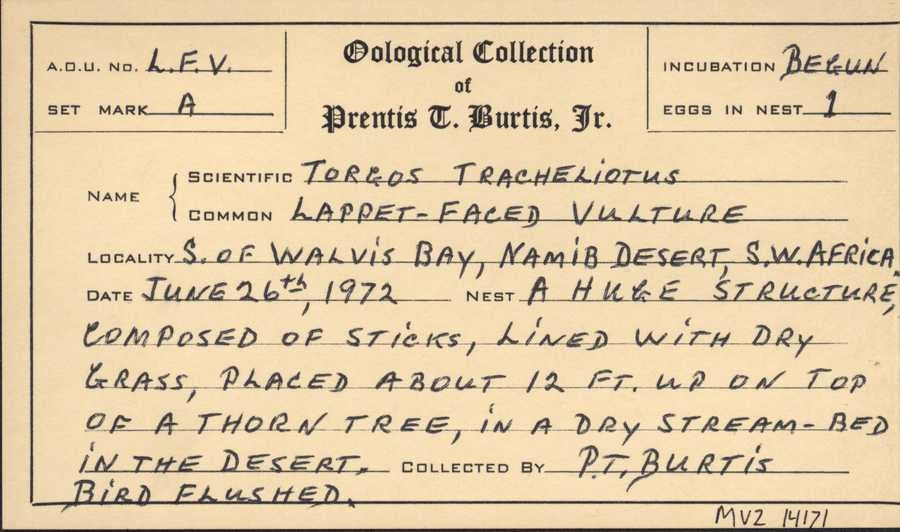 A.O.U. No. L.F.V.
SET MARK A
Oological Collection
of
Prentis T. Burtis, Jr.
INCUBATION BEGUN
EGGS IN NEST 1
NAME
SCIENTIFIC TORGOS TRACHELIOTUS
COMMON LAPPET-FACED VULTURE
LOCALITY S. OF WALVIS BAY, NAMIB DESERT, S.W. AFRICA.
DATE JUNE 26th, 1972 NEST A HUGE STRUCTURE,
COMPOSED OF STICKS, LINED WITH DRY
GRASS, PLACED ABOUT 12 FT. UP ON TOP
OF A THORN TREE, IN A DRY STREAM-BED
IN THE DESERT. COLLECTED BY P.T. BURTIS
BIRD FLUSHED.
MVZ 14171